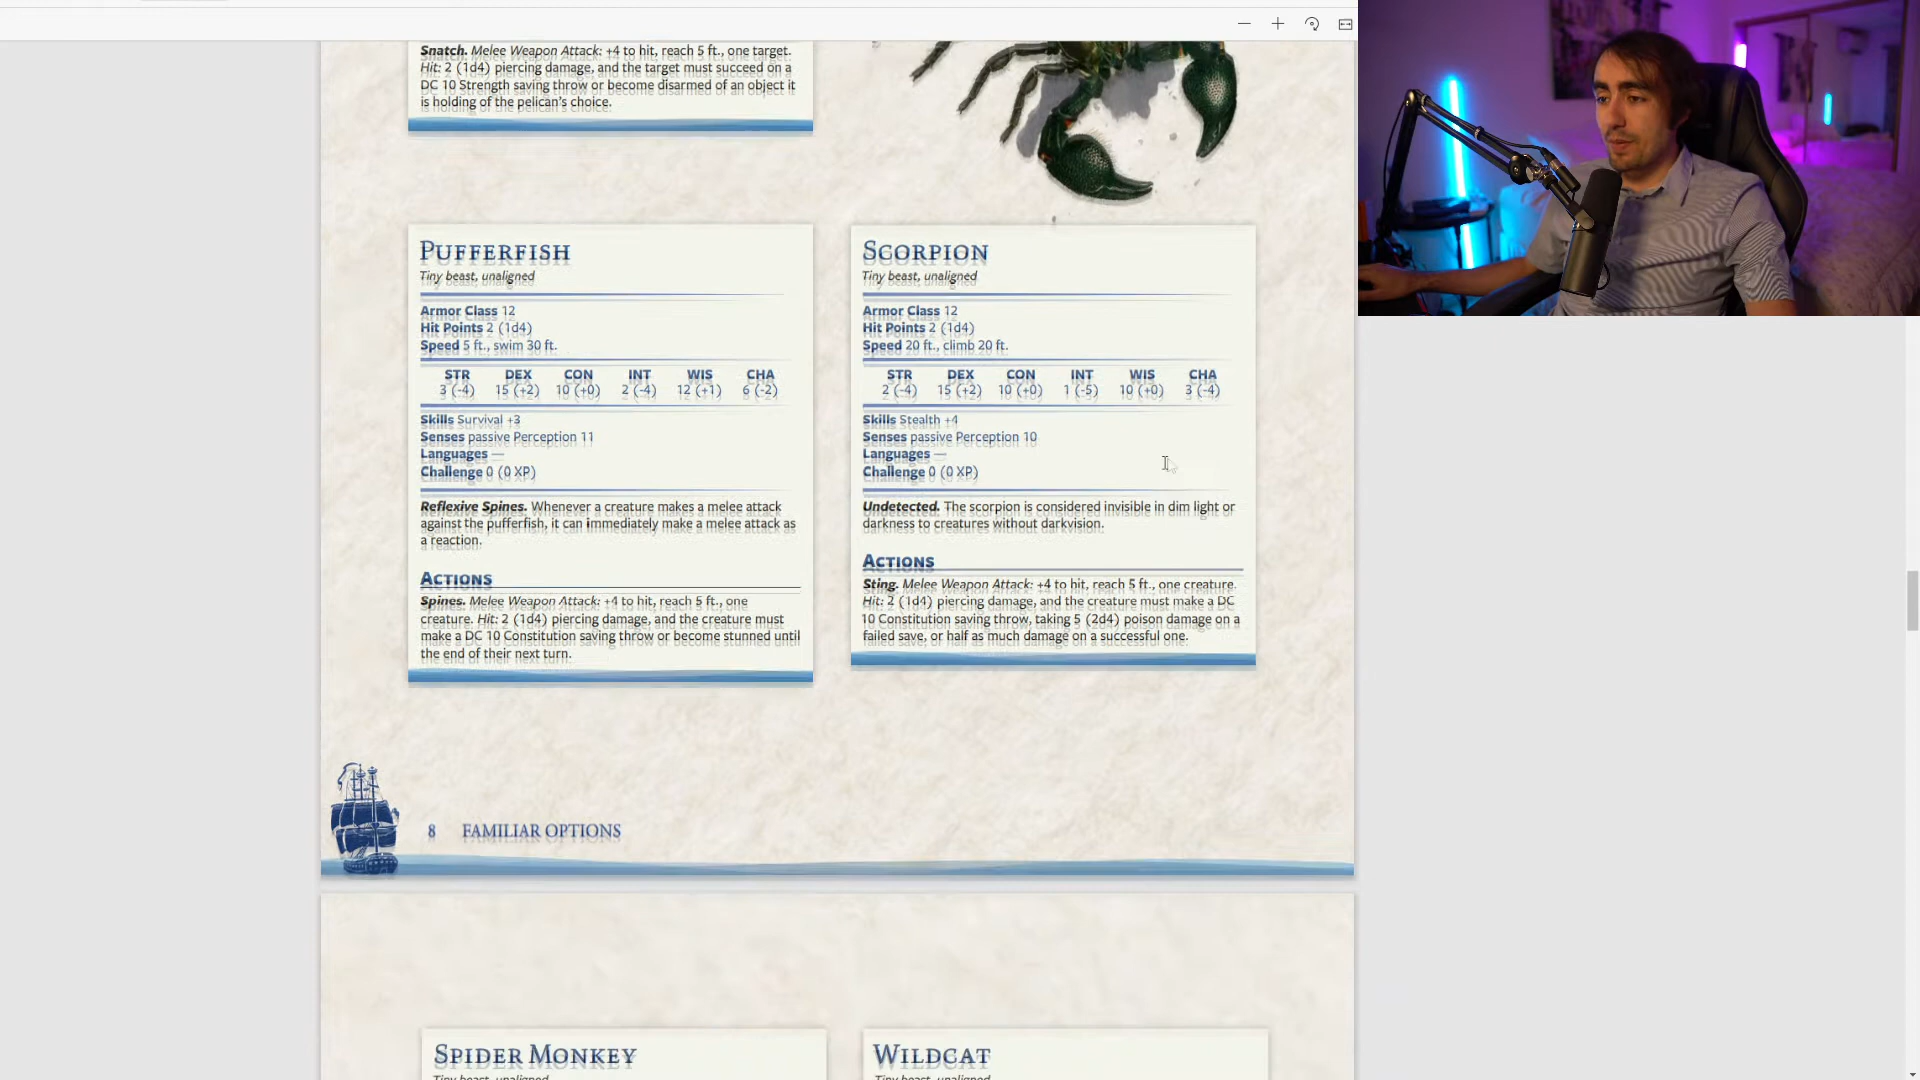 Snatch. Melee Weapon Attack: +4 to hit, reach 5 ft., one target.
Hit: 2 (1d4) piercing damage, and the target must succeed on a
DC 10 Strength saving throw or become disarmed of an object it
is holding of the pelican's choice.
PUFFERFISH
Tiny beast, unaligned
Armor Class 12
Hit Points 2 (1d4)
Speed 5 ft., swim 30 ft.
STR DEX CON INT WIS CHA
3 (-4) 15 (+2) 10 (+0) 2 (-4) 12 (+1) 6 (-2)
Skills Survival +3
Senses passive Perception 11
Languages —
Challenge 0 (0 XP)
Reflexive Spines. Whenever a creature makes a melee attack
against the pufferfish, it can immediately make a melee attack as
a reaction.
ACTIONS
Spines. Melee Weapon Attack: +4 to hit, reach 5 ft., one
creature. Hit: 2 (1d4) piercing damage, and the creature must
make a DC 10 Constitution saving throw or become stunned until
the end of their next turn.
SCORPION
Tiny beast, unaligned
Armor Class 12
Hit Points 2 (1d4)
Speed 20 ft., climb 20 ft.
STR DEX CON INT WIS CHA
2 (-4) 15 (+2) 10 (+0) 1 (-5) 10 (+0) 3 (-4)
Skills Stealth +4
Senses passive Perception 10
Languages —
Challenge 0 (0 XP)
Undetected. The scorpion is considered invisible in dim light or
darkness to creatures without darkvision.
ACTIONS
Sting. Melee Weapon Attack: +4 to hit, reach 5 ft., one creature.
Hit: 2 (1d4) piercing damage, and the creature must make a DC
10 Constitution saving throw, taking 5 (2d4) poison damage on a
failed save, or half as much damage on a successful one.
8 FAMILIAR OPTIONS
SPIDER MONKEY
Tiny beast, unaligned
WILDCAT
Tiny beast, unaligned